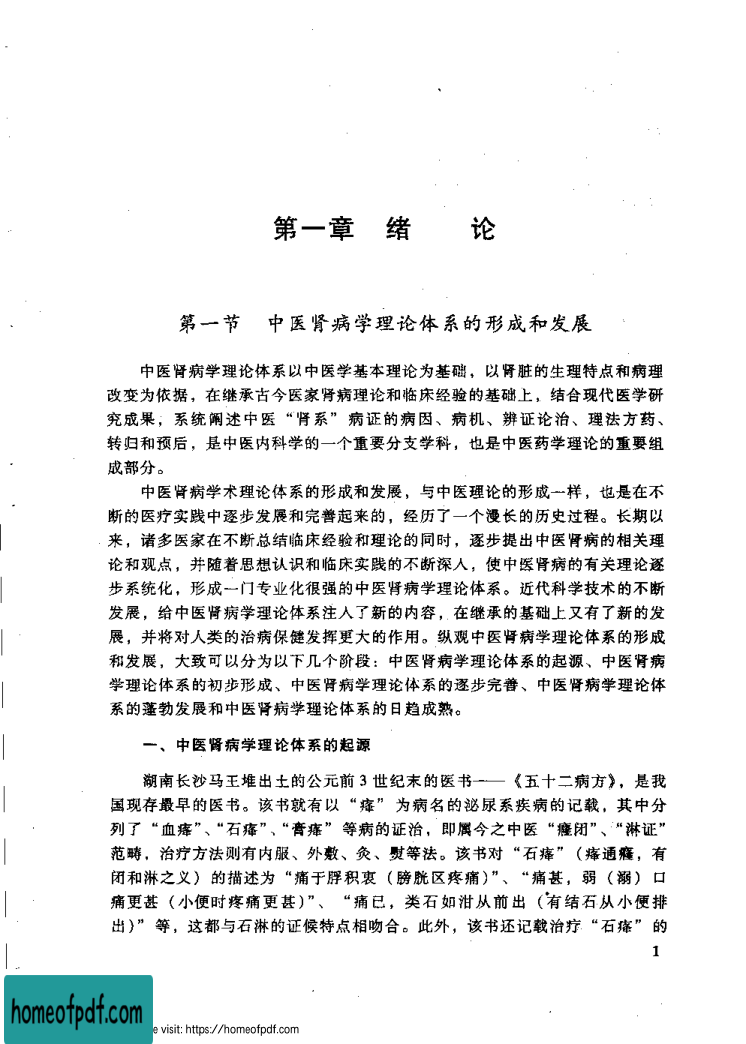 第一章 绪 论
第一节 中医肾病学理论体系的形成和发展
中医肾病学理论体系以中医学基本理论为基础，以肾脏的生理特点和病理
改变为依据，在继承古今医家肾病理论和临床经验的基础上，结合现代医学研
究成果，系统阐述中医“肾系”病证的病因、病机、辨证论治、理法方药、
转归和预后，是中医内科学的一个重要分支学科，也是中医药学理论的重要组
成部分。
中医肾病学术理论体系的形成和发展，与中医理论的形成一样，也是在不
断的医疗实践中逐步发展和完善起来的，经历了一个漫长的历史过程。长期以
来，诸多医家在不断总结临床经验和理论的同时，逐步提出中医肾病的相关理
论和观点，并随着思想认识和临床实践的不断深入，使中医肾病的有关理论逐
步系统化，形成一门专业化很强的中医肾病学理论体系。近代科学技术的不断
发展，给中医肾病学理论体系注入了新的内容，在继承的基础上又有了新的发
展，并将对人类的治病保健发挥更大的作用。纵观中医肾病学理论体系的形成
和发展，大致可以分为以下几个阶段：中医肾病学理论体系的起源、中医肾病
学理论体系的初步形成、中医肾病学理论体系的逐步完善、中医肾病学理论体
系的蓬勃发展和中医肾病学理论体系的日趋成熟。
一、中医肾病学理论体系的起源
湖南长沙马王堆出土的公元前3世纪末的医书——《五十二病方》，是我
国现存最早的医书。该书就有以“㾖”为病名的泌尿系疾病的记载，其中分
列了“血㾖”、“石㾖”、“膏㾖”等病的证治，即属今之中医“癃闭”、“淋证”
范畴，治疗方法则有内服、外敷、灸、熨等法。该书对“石㾖”（㾖通癃，有
闭和淋之义）的描述为“痛于脬积衷（膀胱区疼痛）”、“痛甚，弱（溺）口
痛更甚（小便时疼痛更甚）”、“痛已，类石如泔从前出（有结石从小便排
出）”等，这都与石淋的证候特点相吻合。此外，该书还记载治疗“石㾖”的
1
homeofpdf.com
e visit: https://homeofpdf.com